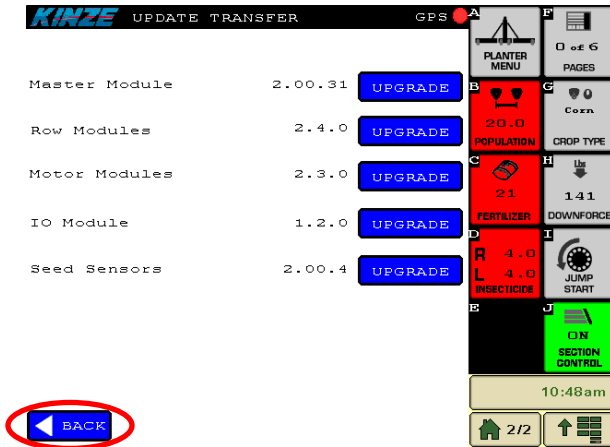 KINZE UPDATE TRANSFER GPS
Master Module 2.00.31 UPGRADE
Row Modules 2.4.0 UPGRADE
Motor Modules 2.3.0 UPGRADE
IO Module 1.2.0 UPGRADE
Seed Sensors 2.00.4 UPGRADE
BACK
A
PLANTER
MENU
F
0 of 6
PAGES
B
20.0
POPULATION
G
Corn
CROP TYPE
C
21
FERTILIZER
H
Lbs
141
DOWNFORCE
D
R 4.0
L 4.0
INSECTICIDE
I
JUMP
START
E
J
ON
SECTION
CONTROL
10:48am
2/2